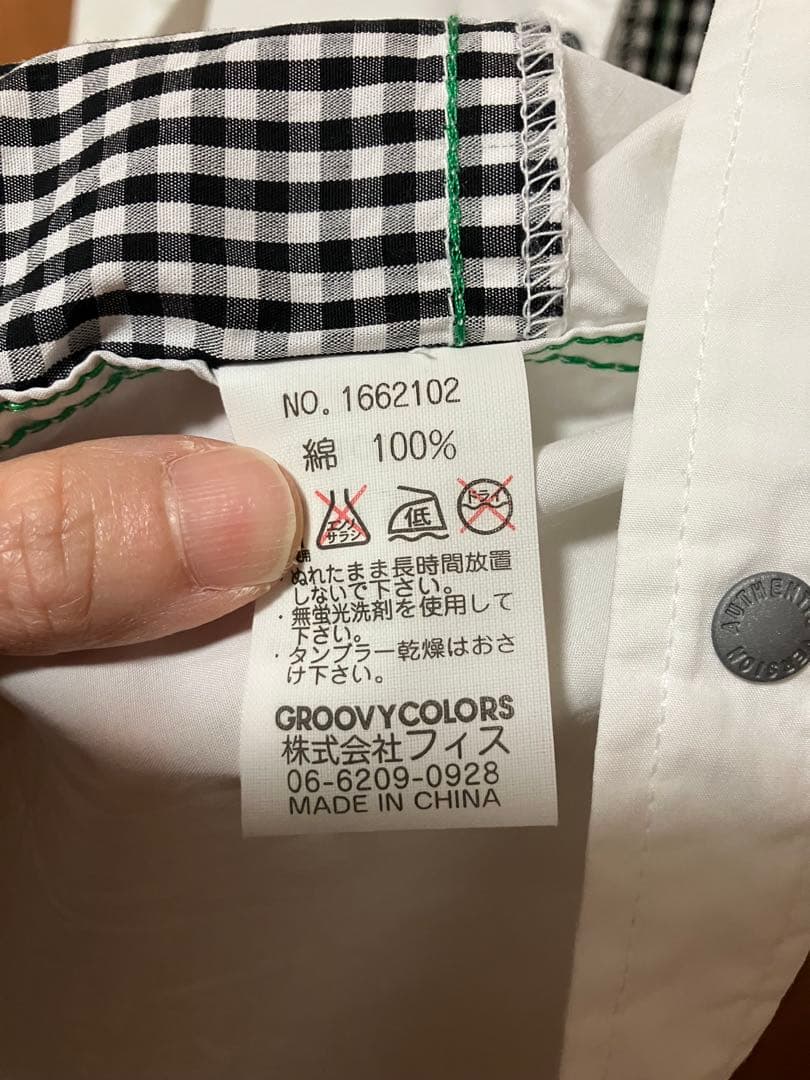 NO. 1662102
綿 100%
エンソ
サラシ
低
ドライ
用
・ぬれたまま長時間放置
しないで下さい。
・無蛍光洗剤を使用して
下さい。
・タンブラー乾燥はおさ
け下さい。
GROOVYCOLORS
株式会社フィス
06-6209-0928
MADE IN CHINA
AUTHENT